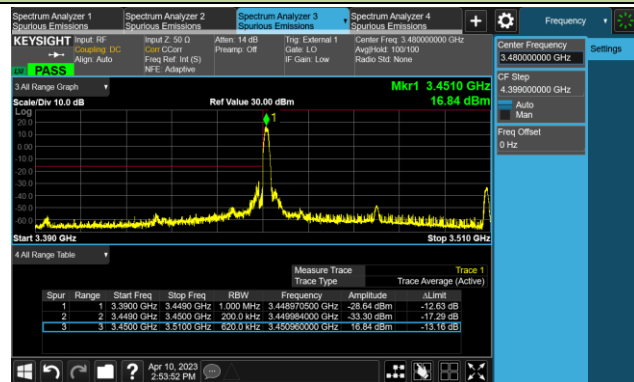 Spectrum Analyzer 1
Spurious Emissions
Spectrum Analyzer 2
Spurious Emissions
Spectrum Analyzer 3
Spurious Emissions
Spectrum Analyzer 4
Spurious Emissions
Frequency
KEYSIGHT
Input: RF
Coupling: DC
Align: Auto
Input Z: 50 Ω
Corr CCorr
Freq Ref: Int (S)
NFE: Adaptive
Atten: 14 dB
Preamp: Off
Trig: External 1
Gate: LO
IF Gain: Low
Center Freq: 3.480000000 GHz
Avg|Hold: 100/100
Radio Std: None
PASS
Center Frequency
3.480000000 GHz
Settings
CF Step
4.399000000 GHz
Auto
Man
Freq Offset
0 Hz
3 All Range Graph
Mkr1 3.4510 GHz
16.84 dBm
Scale/Div 10.0 dB
Ref Value 30.00 dBm
Log
1
20.0
10.0
0.00
-10.0
-20.0
-30.0
-40.0
-50.0
-60.0
Start 3.390 GHz
Stop 3.510 GHz
4 All Range Table
Measure Trace Trace 1
Trace Type Trace Average (Active)
Spur Range Start Freq Stop Freq RBW Frequency Amplitude ΔLimit
1 1 3.3900 GHz 3.4490 GHz 1.000 MHz 3.448970500 GHz -28.64 dBm -12.63 dB
2 2 3.4490 GHz 3.4500 GHz 200.0 kHz 3.449984000 GHz -33.30 dBm -17.29 dB
3 3 3.4500 GHz 3.5100 GHz 620.0 kHz 3.450960000 GHz 16.84 dBm -13.16 dB
?
Apr 10, 2023
2:53:52 PM